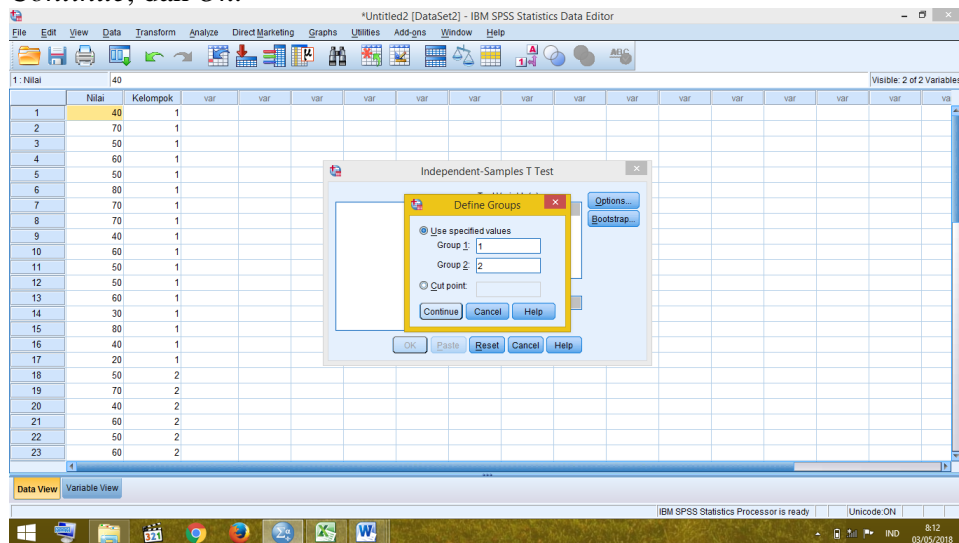 Continue, dan OK.
*Untitled2 [DataSet2] - IBM SPSS Statistics Data Editor
File Edit View Data Transform Analyze Direct Marketing Graphs Utilities Add-ons Window Help
1 : Nilai 40 Visible: 2 of 2 Variables
Nilai Kelompok var var var var var var var var var var var var va
1 40 1
2 70 1
3 50 1
4 60 1
5 50 1
6 80 1
7 70 1
8 70 1
9 40 1
10 60 1
11 50 1
12 50 1
13 60 1
14 30 1
15 80 1
16 40 1
17 20 1
18 50 2
19 70 2
20 40 2
21 60 2
22 50 2
23 60 2
Independent-Samples T Test
Options...
Bootstrap...
Define Groups
Use specified values
Group 1: 1
Group 2: 2
Cut point:
Continue Cancel Help
OK Paste Reset Cancel Help
Data View Variable View
IBM SPSS Statistics Processor is ready Unicode:ON
IND 8:12
03/05/2018